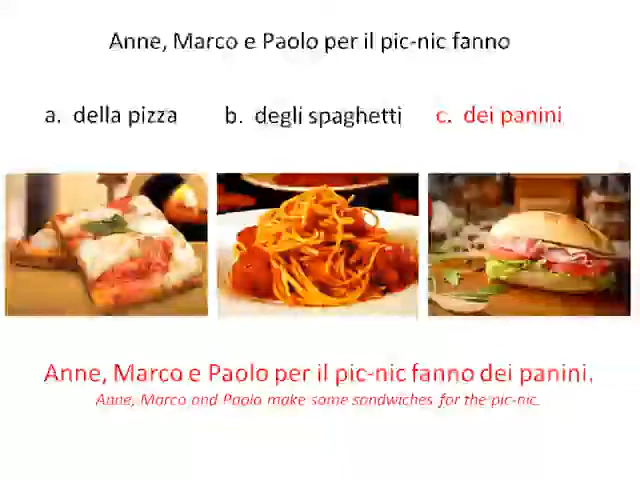 Anne, Marco e Paolo per il pic-nic fanno
a. della pizza b. degli spaghetti c. dei panini
Anne, Marco e Paolo per il pic-nic fanno dei panini.
Anne, Marco and Paolo make some sandwiches for the pic-nic.